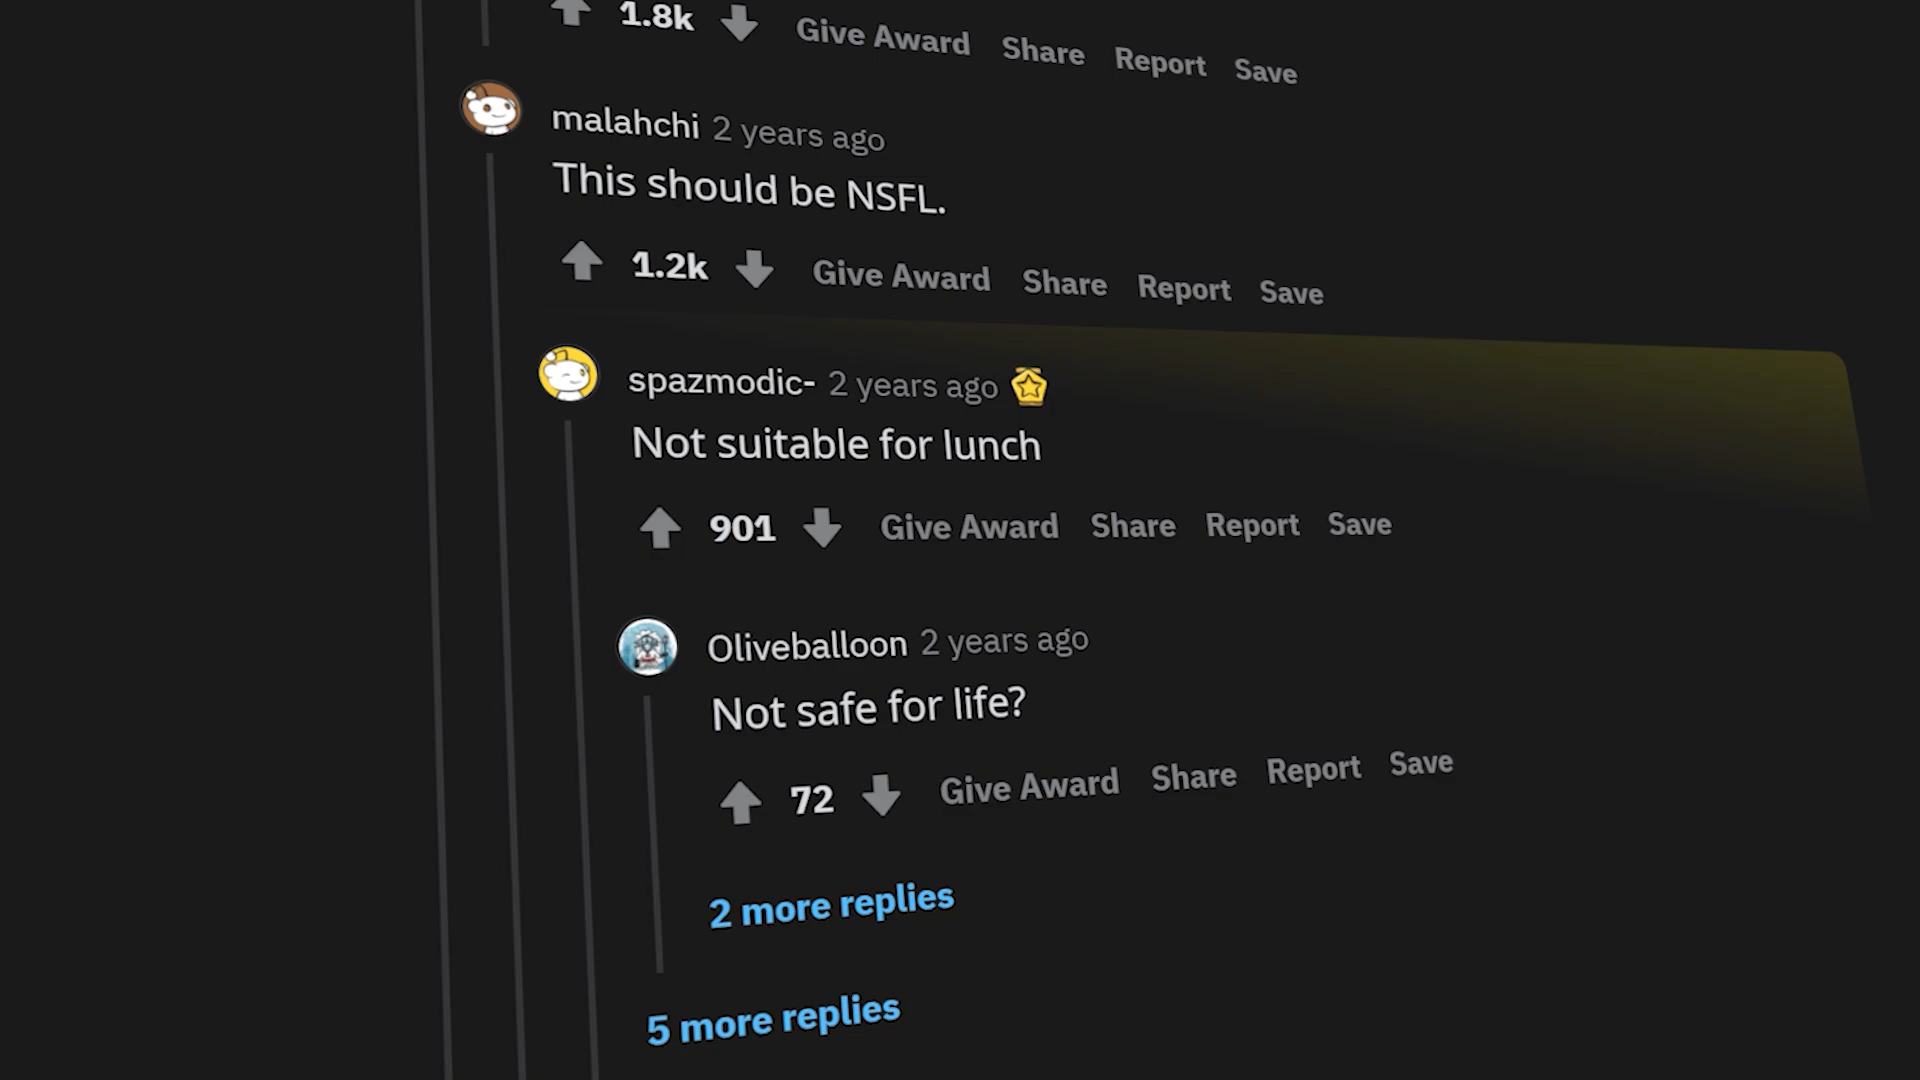 1.8k Give Award Share Report Save
malahchi 2 years ago
This should be NSFL.
1.2k Give Award Share Report Save
spazmodic- 2 years ago
Not suitable for lunch
901 Give Award Share Report Save
Oliveballoon 2 years ago
Not safe for life?
72 Give Award Share Report Save
2 more replies
5 more replies